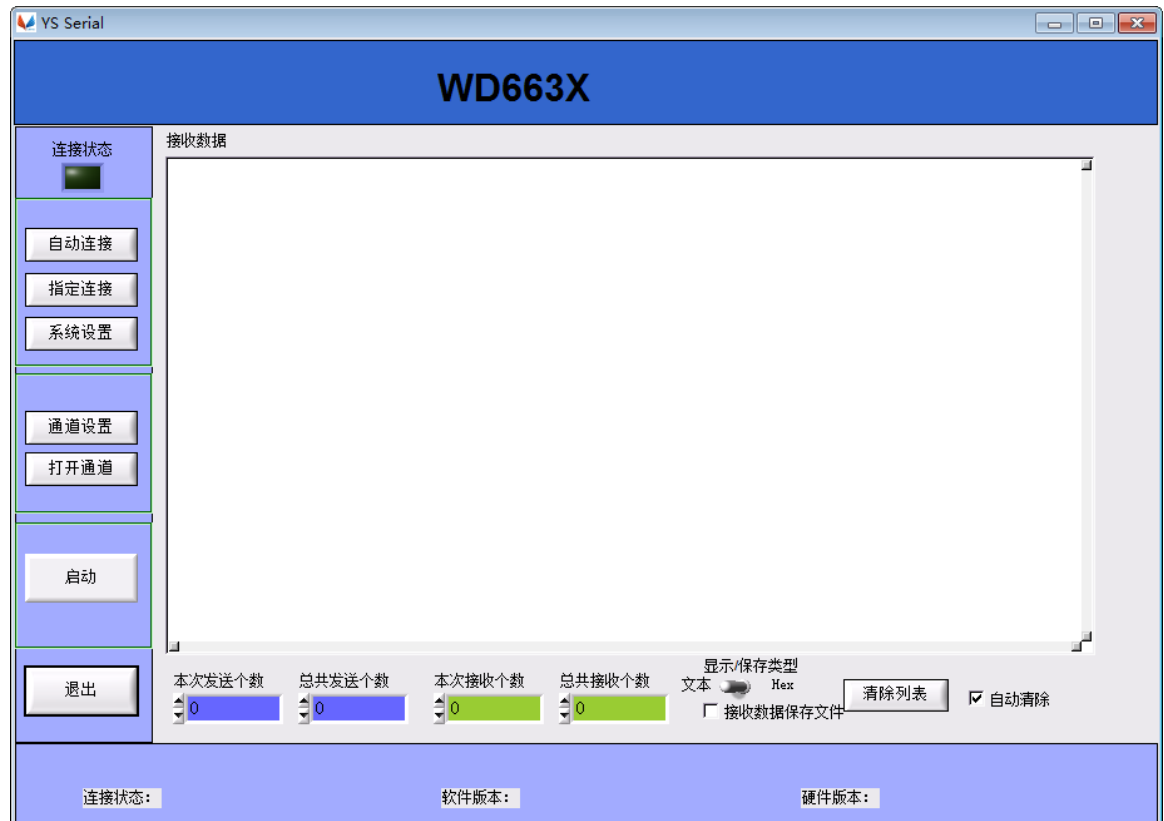 YS Serial
WD663X
连接状态
接收数据
自动连接
指定连接
系统设置
通道设置
打开通道
启动
退出
本次发送个数 总共发送个数 本次接收个数 总共接收个数
0 0 0 0
显示/保存类型
文本 Hex
接收数据保存文件
清除列表
自动清除
连接状态: 软件版本: 硬件版本: